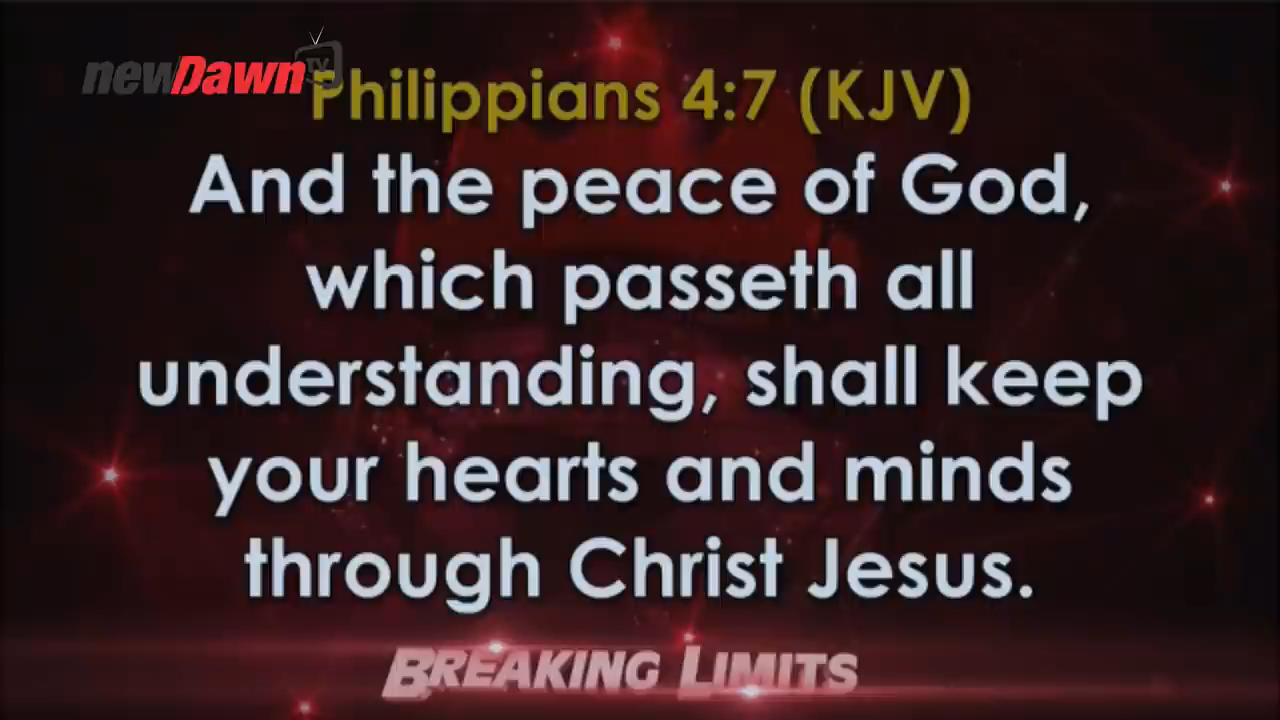 newDawn TV
Philippians 4:7 (KJV)
And the peace of God,
which passeth all
understanding, shall keep
your hearts and minds
through Christ Jesus.
BREAKING LIMITS